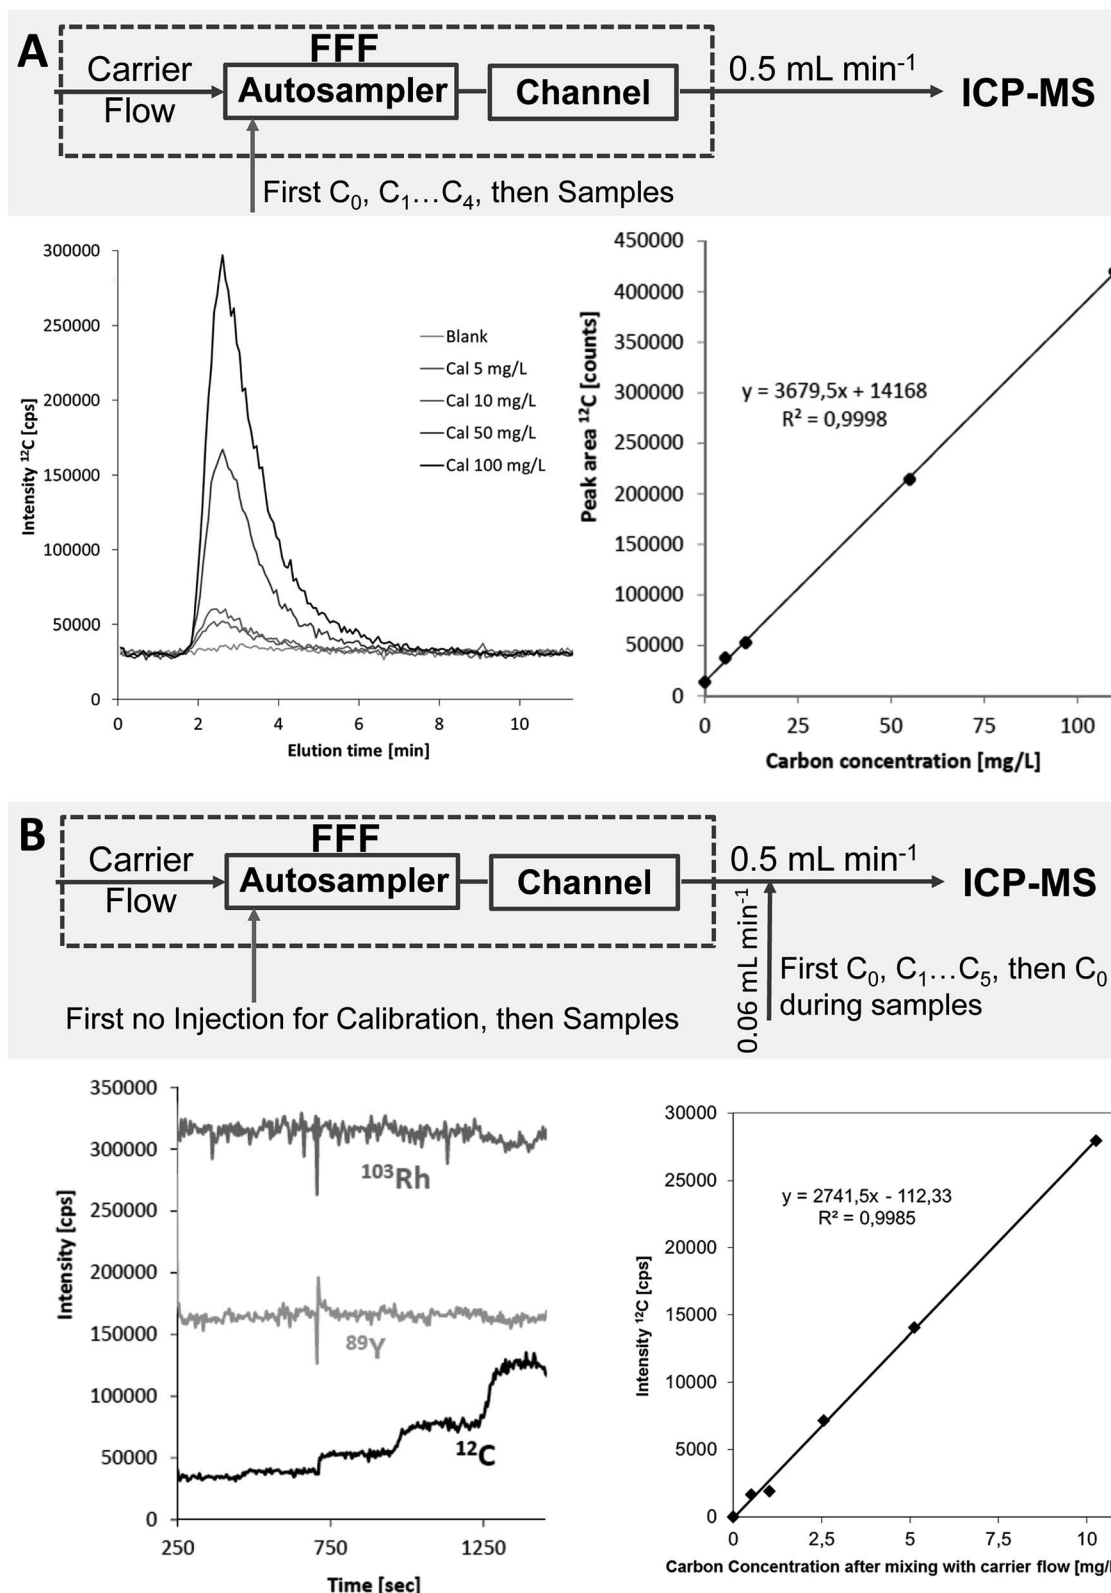 A
FFF
Carrier
Flow
Autosampler
Channel
0.5 mL min-1
ICP-MS
First C0, C1…C4, then Samples
300000
250000
200000
150000
100000
50000
0
Intensity 12C [cps]
0 2 4 6 8 10
Elution time [min]
Blank
Cal 5 mg/L
Cal 10 mg/L
Cal 50 mg/L
Cal 100 mg/L
450000
400000
350000
300000
250000
200000
150000
100000
50000
0
Peak area 12C [counts]
y = 3679,5x + 14168
R² = 0,9998
0 25 50 75 100
Carbon concentration [mg/L]
B
FFF
Carrier
Flow
Autosampler
Channel
0.5 mL min-1
ICP-MS
0.06 mL min-1
First C0, C1…C5, then C0
during samples
First no Injection for Calibration, then Samples
350000
300000
250000
200000
150000
100000
50000
0
Intensity [cps]
103Rh
89Y
12C
250 750 1250
Time [sec]
30000
25000
20000
15000
10000
5000
0
Intensity 12C [cps]
y = 2741,5x - 112,33
R² = 0,9985
0 2,5 5 7,5 10
Carbon Concentration after mixing with carrier flow [mg/